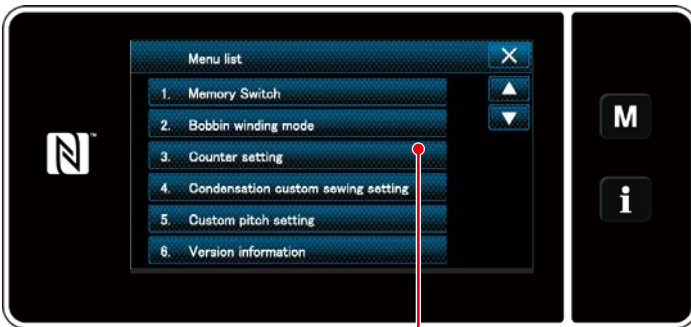 Menu list
1. Memory Switch
2. Bobbin winding mode
3. Counter setting
4. Condensation custom sewing setting
5. Custom pitch setting
6. Version information
M
i
N